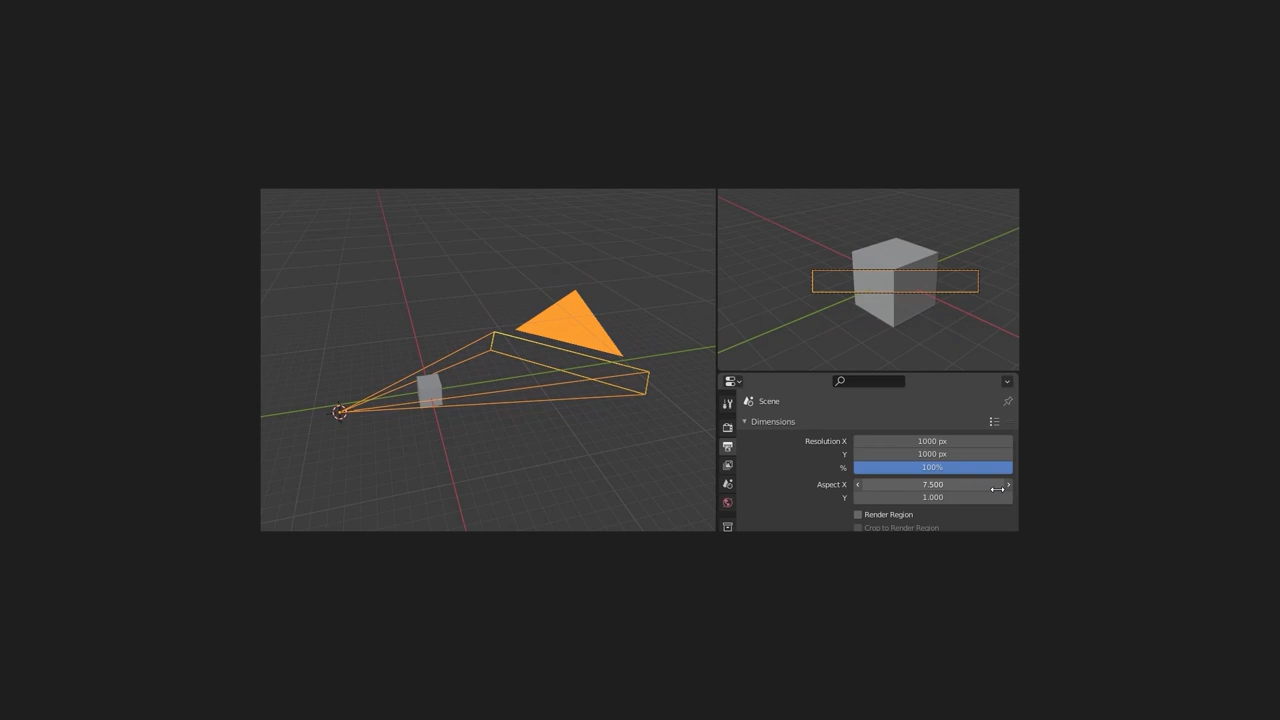 Scene
Dimensions
Resolution X 1000 px
Y 1000 px
% 100%
Aspect X 7.500
Y 1.000
Render Region
Crop to Render Region